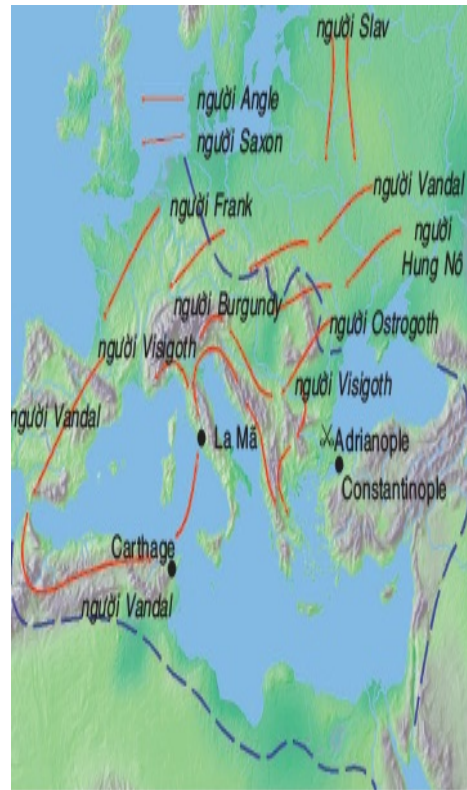 người Slav
người Angle
người Saxon
người Vandal
người Frank
người
Hung Nô
người Burgundy
người Ostrogoth
người Visigoth
người Visigoth
người Vandal
La Mã
Adrianople
Constantinople
Carthage
người Vandal